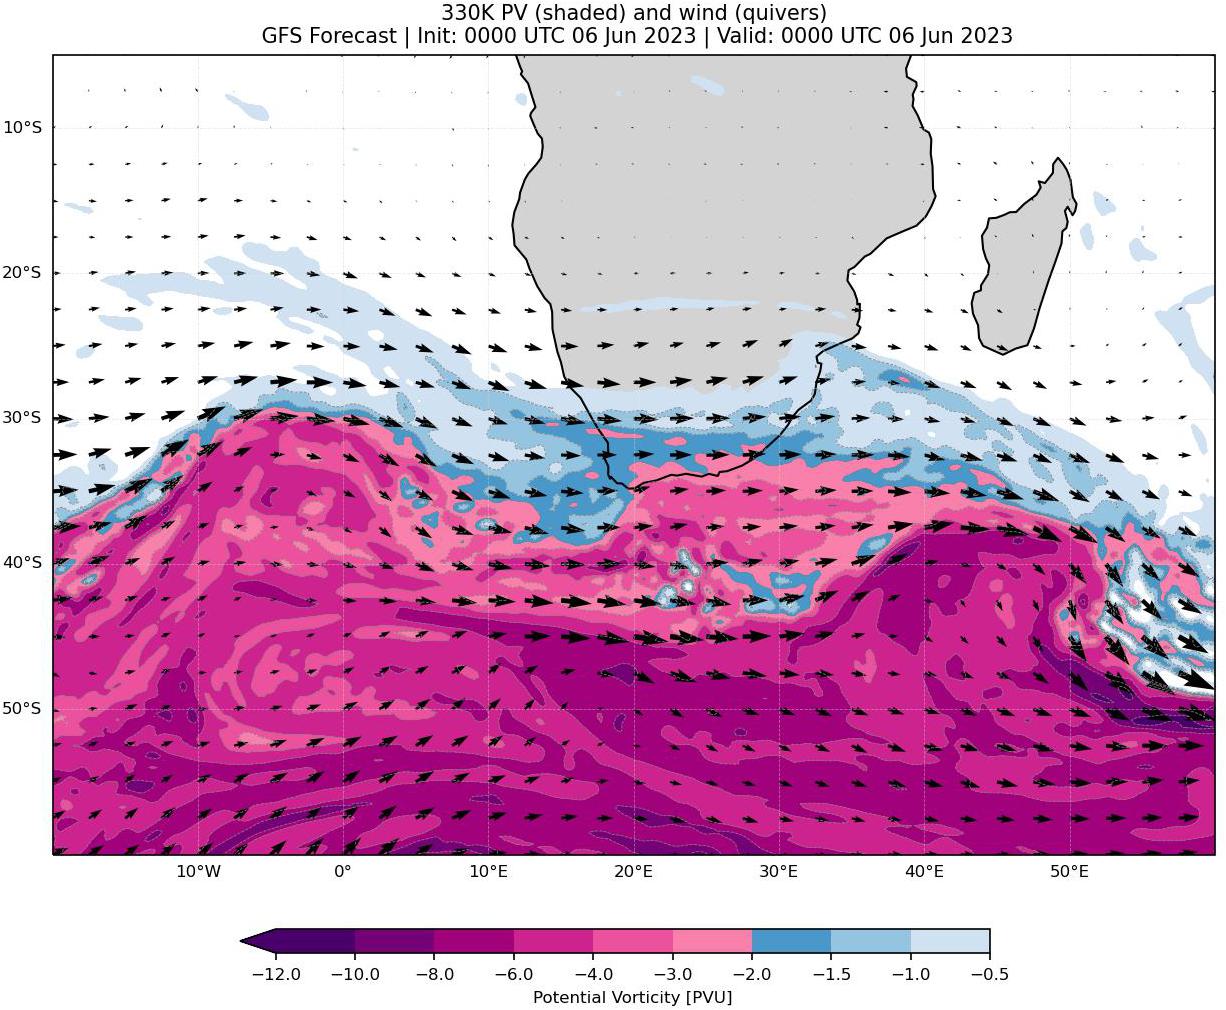 330K PV (shaded) and wind (quivers)
GFS Forecast | Init: 0000 UTC 06 Jun 2023 | Valid: 0000 UTC 06 Jun 2023
10°S
20°S
30°S
40°S
50°S
10°W 0° 10°E 20°E 30°E 40°E 50°E
−12.0 −10.0 −8.0 −6.0 −4.0 −3.0 −2.0 −1.5 −1.0 −0.5
Potential Vorticity [PVU]